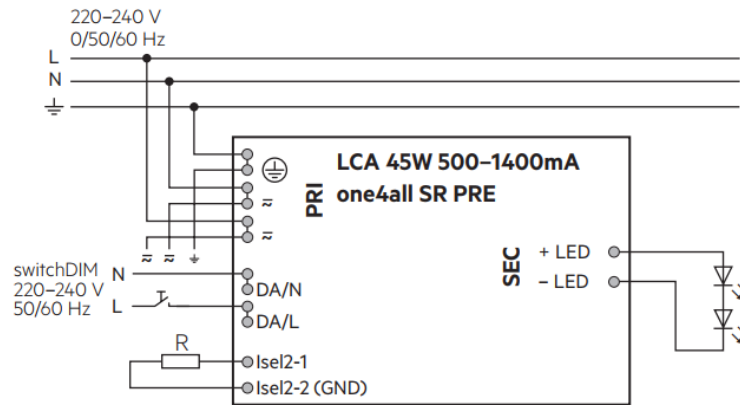 220–240 V
0/50/60 Hz
L
N
LCA 45W 500–1400mA
one4all SR PRE
PRI
SEC
+ LED
– LED
switchDIM
220–240 V
50/60 Hz
N
L
DA/N
DA/L
R
Isel2-1
Isel2-2 (GND)